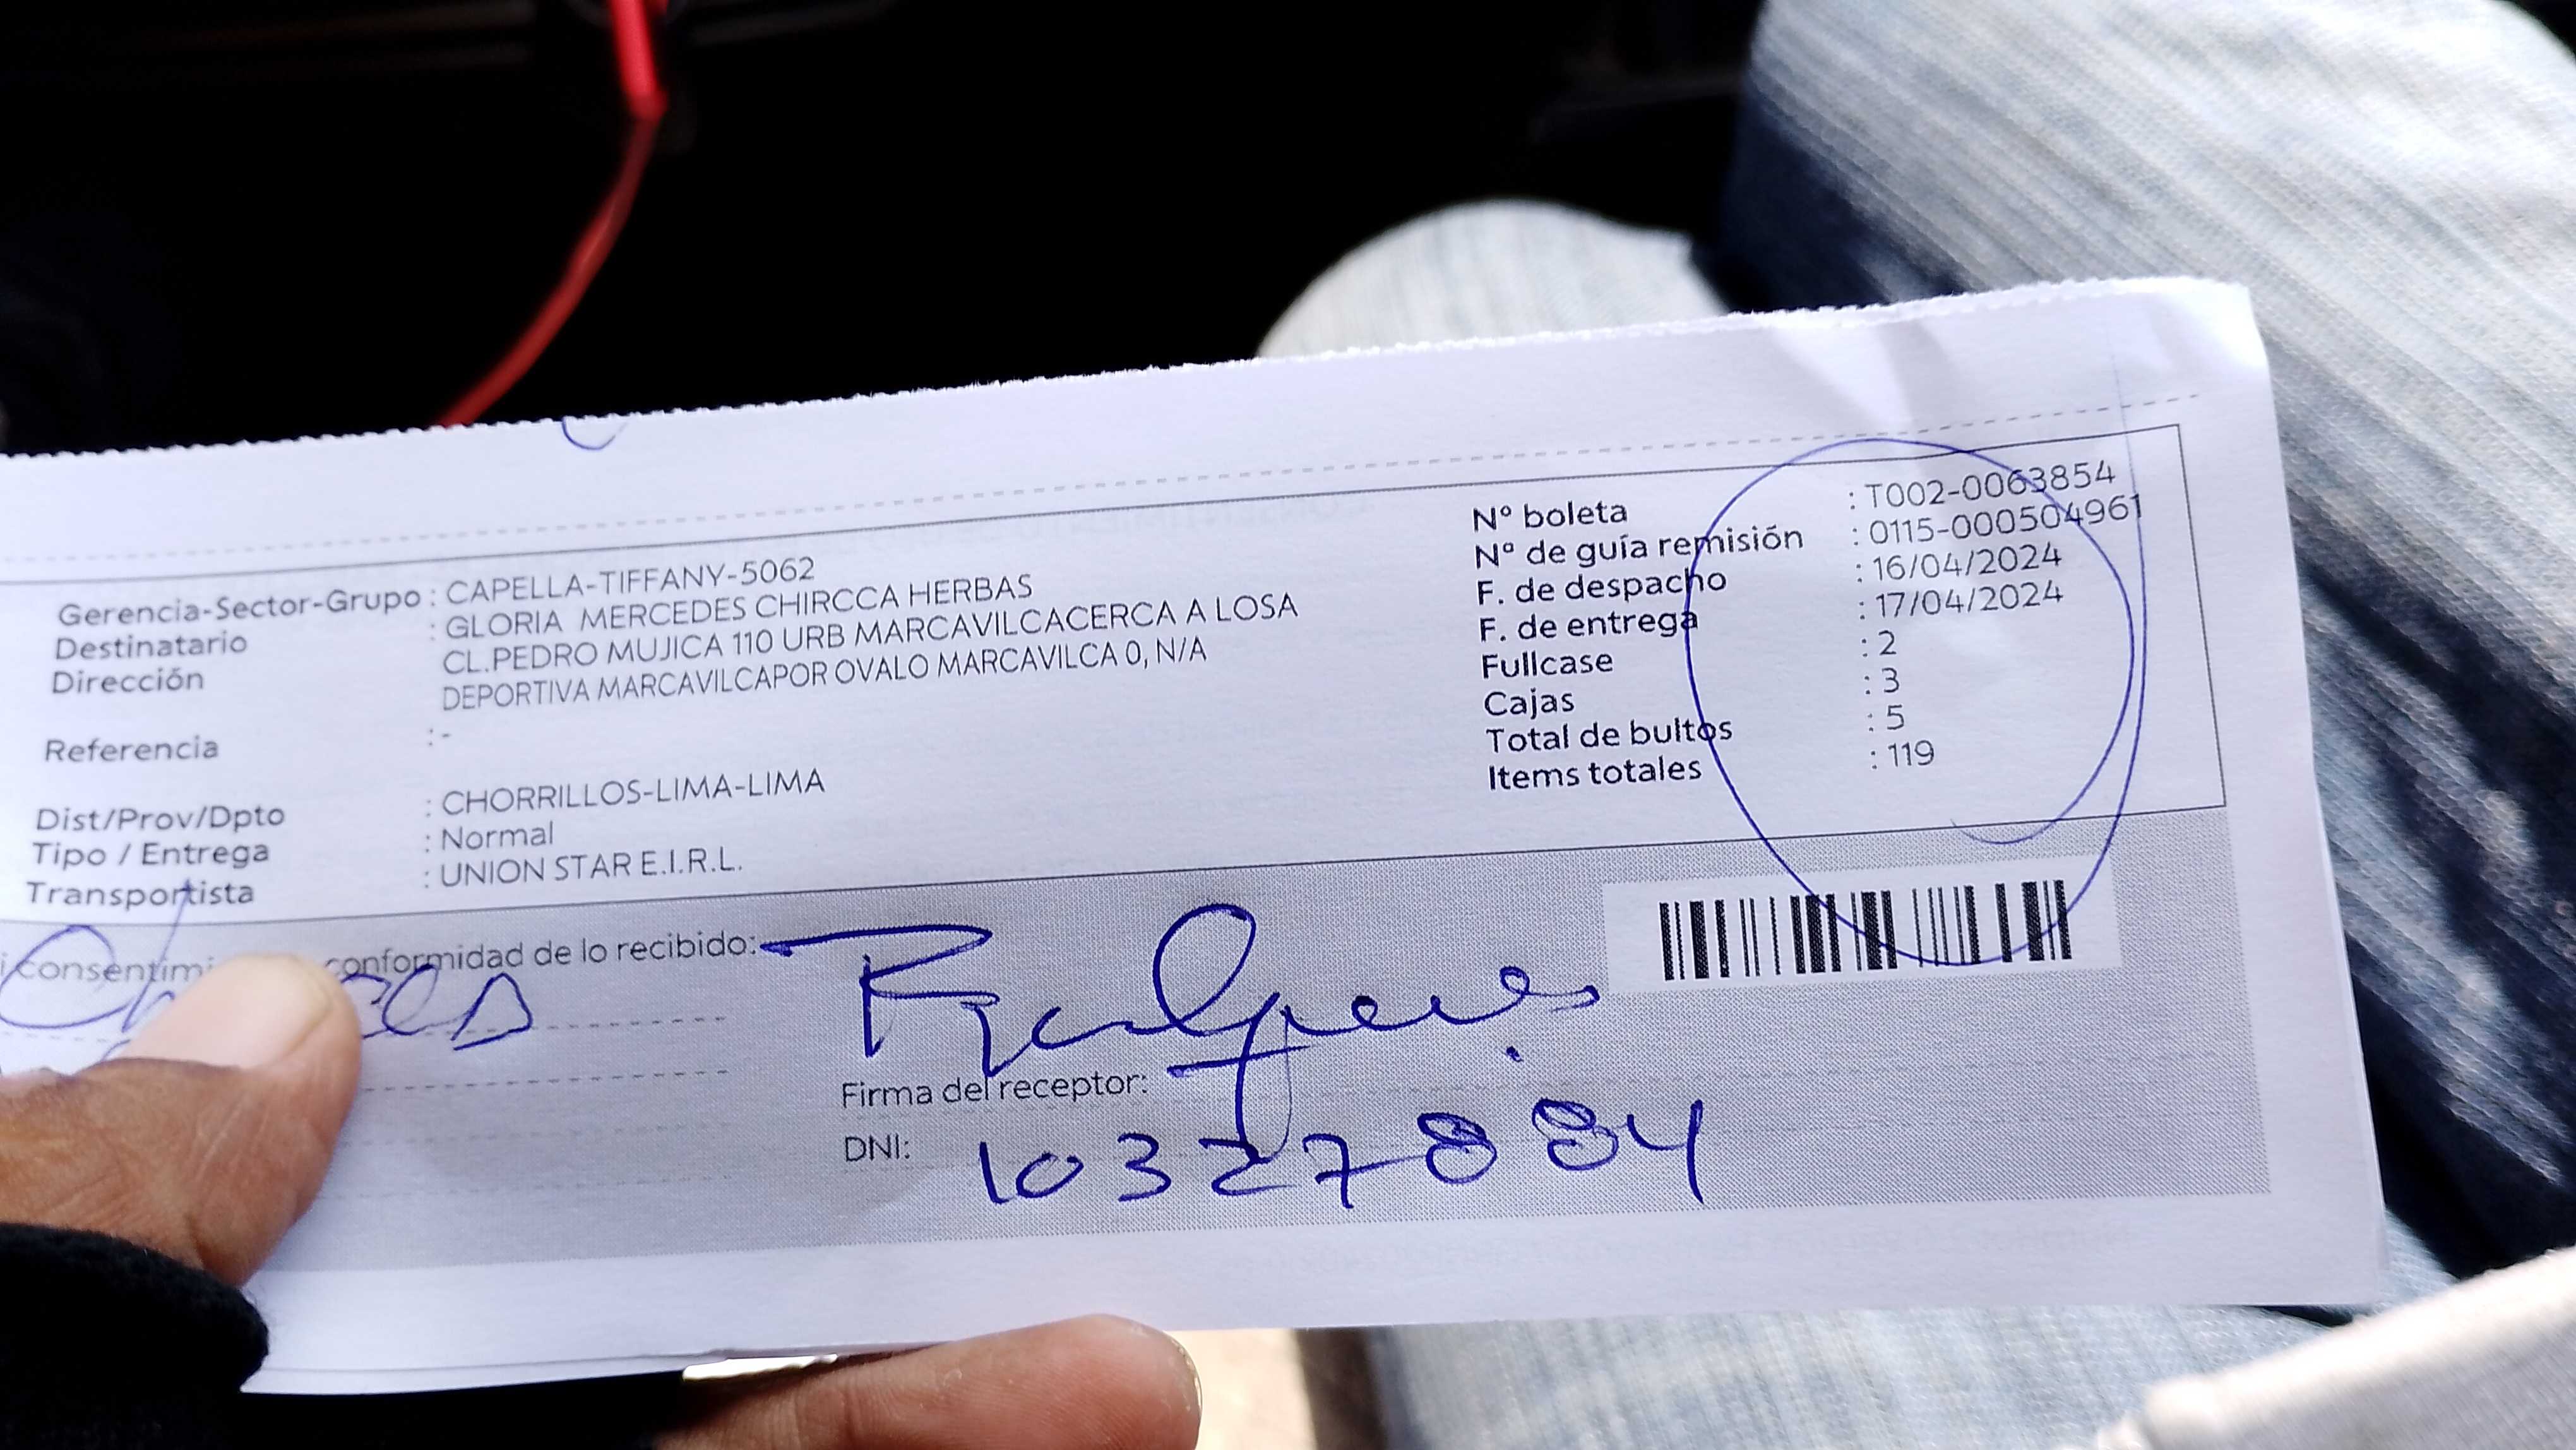 Gerencia-Sector-Grupo : CAPELLA-TIFFANY-5062
Destinatario : GLORIA MERCEDES CHIRCCA HERBAS
Dirección CL.PEDRO MUJICA 110 URB MARCAVILCACERCA A LOSA
DEPORTIVA MARCAVILCAPOR OVALO MARCAVILCA 0, N/A
Referencia :-
Dist/Prov/Dpto : CHORRILLOS-LIMA-LIMA
Tipo / Entrega : Normal
Transportista : UNION STAR E.I.R.L.
Nº boleta : T002-0063854
Nº de guía remisión : 0115-000504961
F. de despacho : 16/04/2024
F. de entrega : 17/04/2024
Fullcase : 2
Cajas : 3
Total de bultos : 5
Items totales : 119
conformidad de lo recibido:
Firma del receptor:
DNI: 10327884